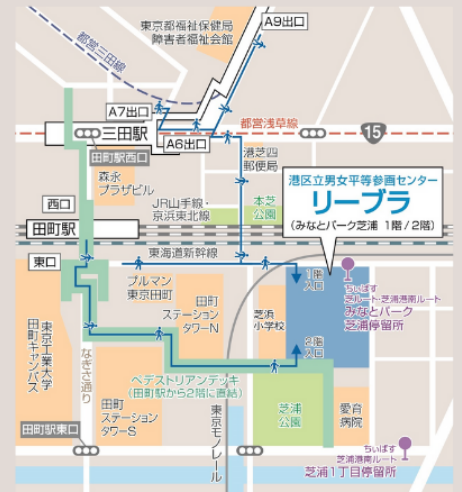 東京都福祉保健局
障害者福祉会館
A9出口
都営三田線
A7出口
三田駅
A6出口
都営浅草線
15
田町駅西口
森永
プラザビル
港芝四
郵便局
港区立男女平等参画センター
リーブラ
(みなとパーク芝浦 1階/2階)
西口
JR山手線・
京浜東北線
本芝
公園
田町駅
東口
東海道新幹線
プルマン
東京田町
田町
ステーション
タワーN
芝浜
小学校
1階
入口
ちぃばす
芝ルート・芝浦港南ルート
みなとパーク
芝浦停留所
東京工業大学
田町キャンパス
なぎさ通り
2階
入口
ペデストリアンデッキ
(田町駅から2階に直結)
田町
ステーション
タワーS
東京モノレール
芝浦
公園
愛育
病院
田町駅東口
ちぃばす
芝浦港南ルート
芝浦1丁目停留所